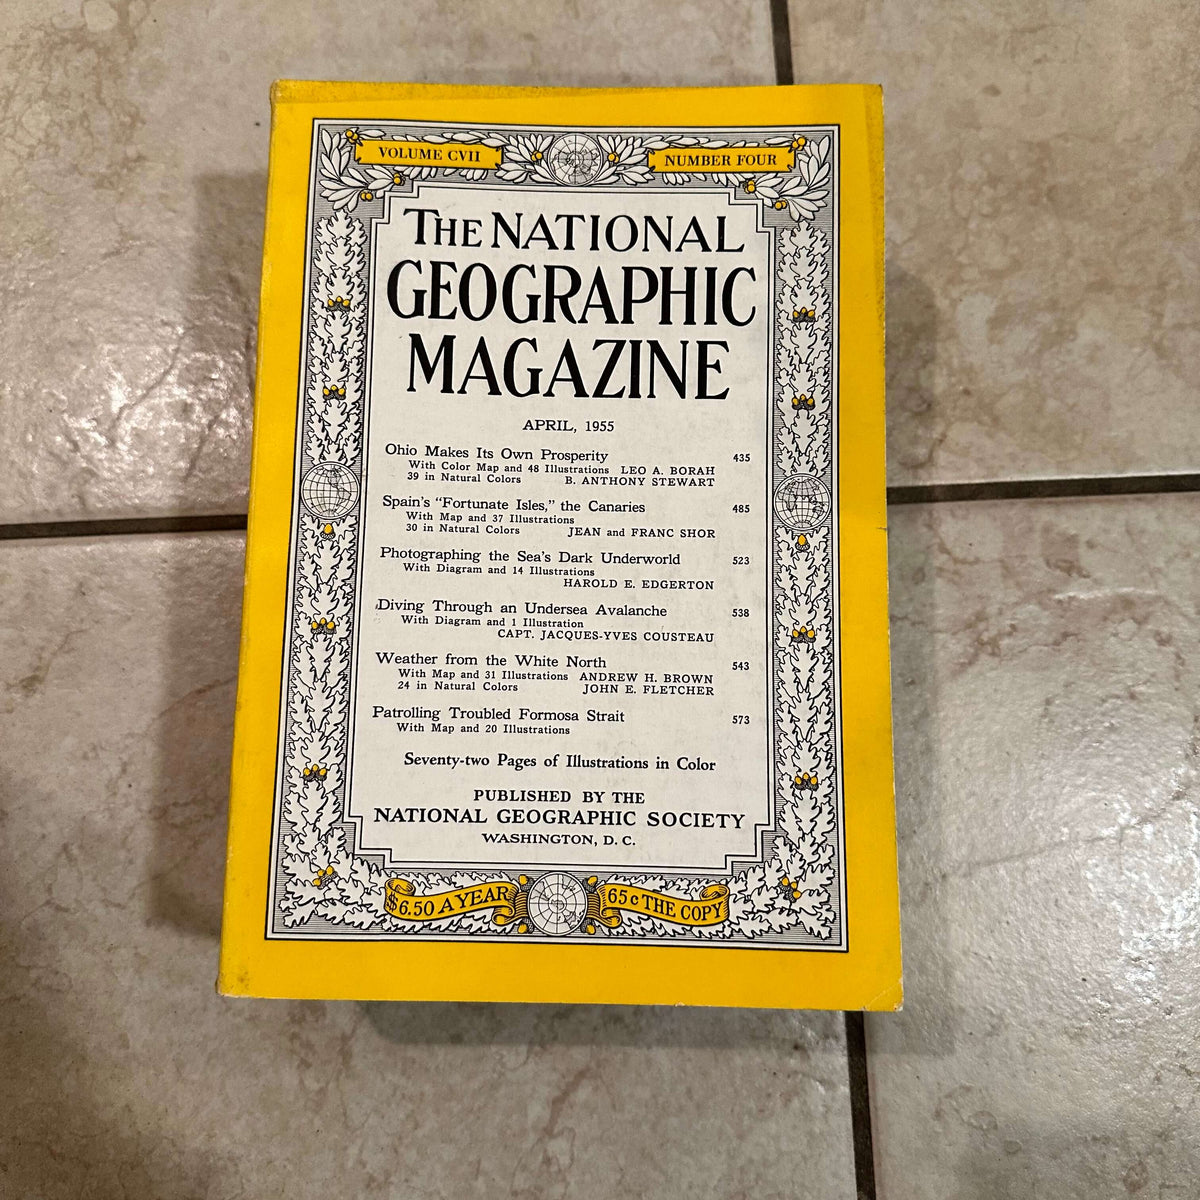 VOLUME CVII
NUMBER FOUR
THE NATIONAL
GEOGRAPHIC
MAGAZINE
APRIL, 1955
Ohio Makes Its Own Prosperity 435
With Color Map and 48 Illustrations LEO A. BORAH
39 in Natural Colors B. ANTHONY STEWART
Spain's "Fortunate Isles," the Canaries 485
With Map and 37 Illustrations
30 in Natural Colors JEAN and FRANC SHOR
Photographing the Sea's Dark Underworld 523
With Diagram and 14 Illustrations
HAROLD E. EDGERTON
Diving Through an Undersea Avalanche 538
With Diagram and 1 Illustration
CAPT. JACQUES-YVES COUSTEAU
Weather from the White North 543
With Map and 31 Illustrations ANDREW H. BROWN
24 in Natural Colors JOHN E. FLETCHER
Patrolling Troubled Formosa Strait 573
With Map and 20 Illustrations
Seventy-two Pages of Illustrations in Color
PUBLISHED BY THE
NATIONAL GEOGRAPHIC SOCIETY
WASHINGTON, D. C.
$6.50 A YEAR
65c THE COPY